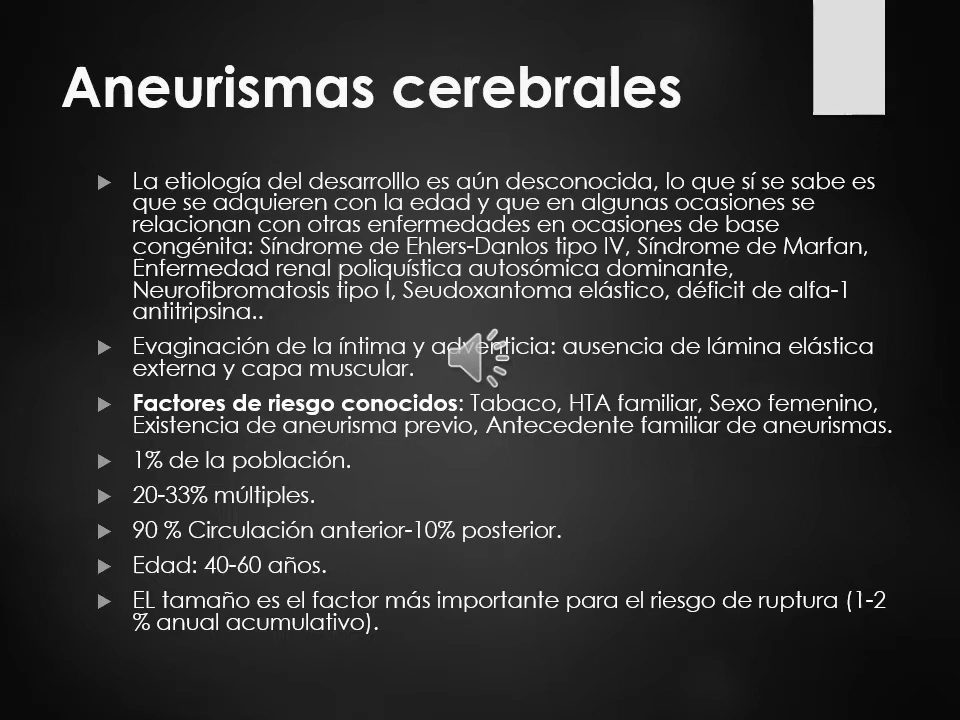 Aneurismas cerebrales
La etiología del desarrolllo es aún desconocida, lo que sí se sabe es
que se adquieren con la edad y que en algunas ocasiones se
relacionan con otras enfermedades en ocasiones de base
congénita: Síndrome de Ehlers-Danlos tipo IV, Síndrome de Marfan,
Enfermedad renal poliquística autosómica dominante,
Neurofibromatosis tipo I, Seudoxantoma elástico, déficit de alfa-1
antitripsina..
Evaginación de la íntima y adventicia: ausencia de lámina elástica
externa y capa muscular.
Factores de riesgo conocidos: Tabaco, HTA familiar, Sexo femenino,
Existencia de aneurisma previo, Antecedente familiar de aneurismas.
1% de la población.
20-33% múltiples.
90 % Circulación anterior-10% posterior.
Edad: 40-60 años.
EL tamaño es el factor más importante para el riesgo de ruptura (1-2
% anual acumulativo).